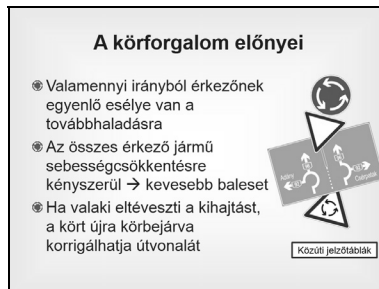 A körforgalom előnyei
Valamennyi irányból érkezőnek
egyenlő esélye van a
továbbhaladásra
Az összes érkező jármű
sebességcsökkentésre
kényszerül → kevesebb baleset
Ha valaki eltéveszti a kihajtást,
a kört újra körbejárva
korrigálhatja útvonalát
Közúti jelzőtáblák